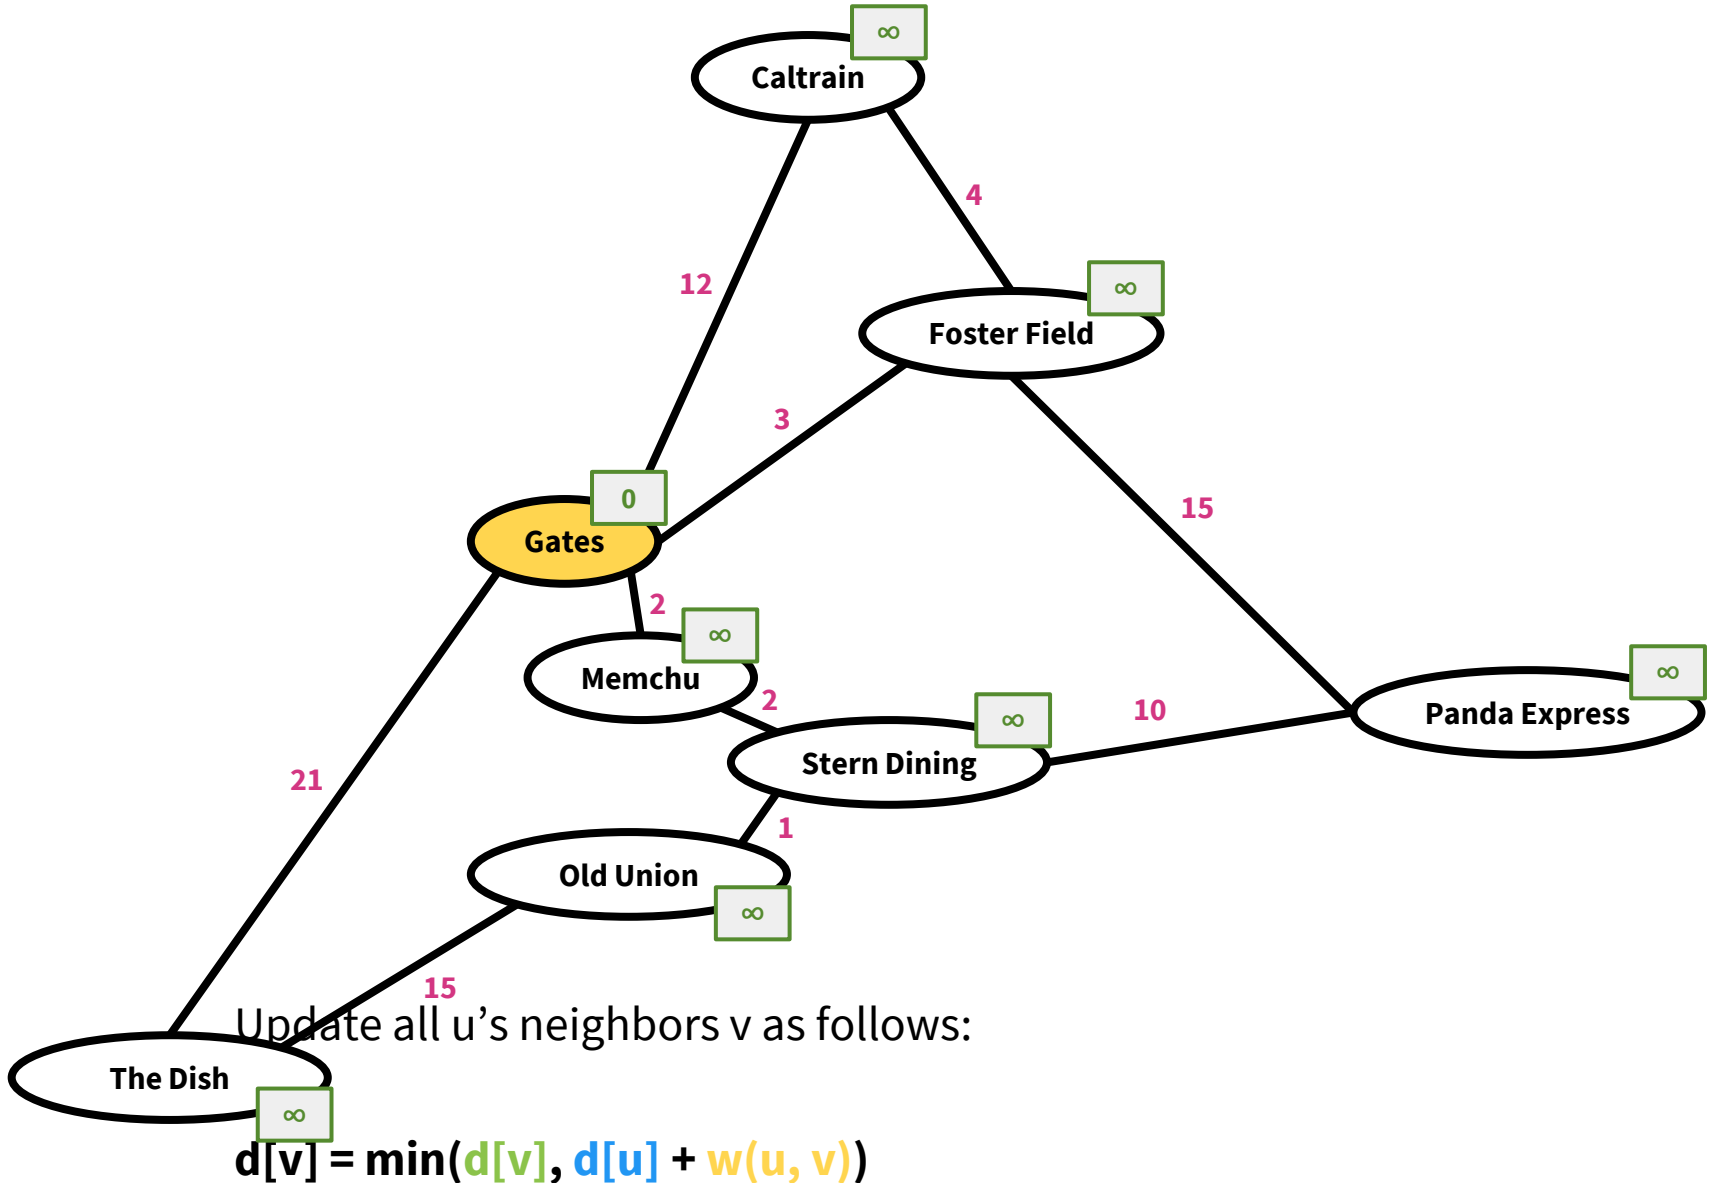 ∞
Caltrain
4
12
∞
Foster Field
3
0
Gates
15
2
∞
Memchu
2
∞
Stern Dining
10
∞
Panda Express
21
1
Old Union
∞
15
Update all u’s neighbors v as follows:
The Dish
∞
d[v] = min(d[v], d[u] + w(u, v))